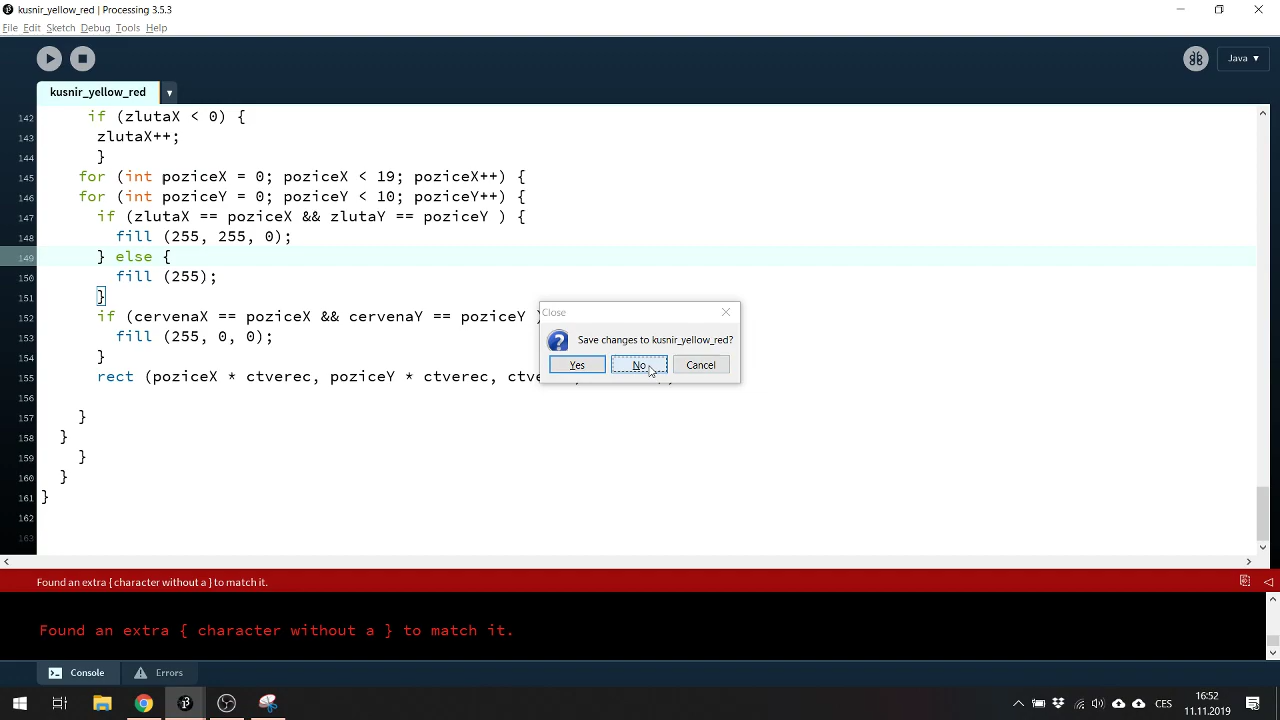 kusnir_yellow_red | Processing 3.5.3
File Edit Sketch Debug Tools Help
Java ▼
kusnir_yellow_red ▼
142 if (zlutaX < 0) {
143 zlutaX++;
144 }
145 for (int poziceX = 0; poziceX < 19; poziceX++) {
146 for (int poziceY = 0; poziceY < 10; poziceY++) {
147 if (zlutaX == poziceX && zlutaY == poziceY ) {
148 fill (255, 255, 0);
149 } else {
150 fill (255);
151 }
152 if (cervenaX == poziceX && cervenaY == poziceY )
153 fill (255, 0, 0);
154 }
155 rect (poziceX * ctverec, poziceY * ctverec, ctve
156
157 }
158 }
159 }
160 }
161 }
162
163
Close
Save changes to kusnir_yellow_red?
Yes No Cancel
Found an extra { character without a } to match it.
Found an extra { character without a } to match it.
Console Errors
CES
16:52
11.11.2019